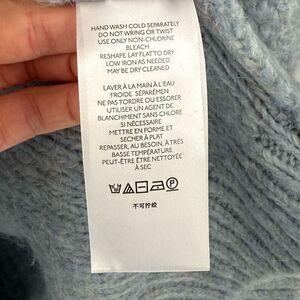 HAND WASH COLD SEPARATELY
DO NOT WRING OR TWIST
USE ONLY NON-CHLORINE
BLEACH
RESHAPE LAY FLAT TO DRY
LOW IRON AS NEEDED
MAY BE DRY CLEANED
LAVER À LA MAIN À L'EAU
FROIDE SÉPARÉMEN
NE PAS TORDRE OU ESSORER
UTILISER UN AGENT DE
BLANCHIMENT SANS CHLORE
SI NÉCESSAIRE
METTRE EN FORME ET
SECHER À PLAT
REPASSER, AU BESOIN, À TRÈS
BASSE TEMPÉRATURE
PEUT-ÊTRE ÊTRE NETTOYÉE
À SEC
P
不可拧绞